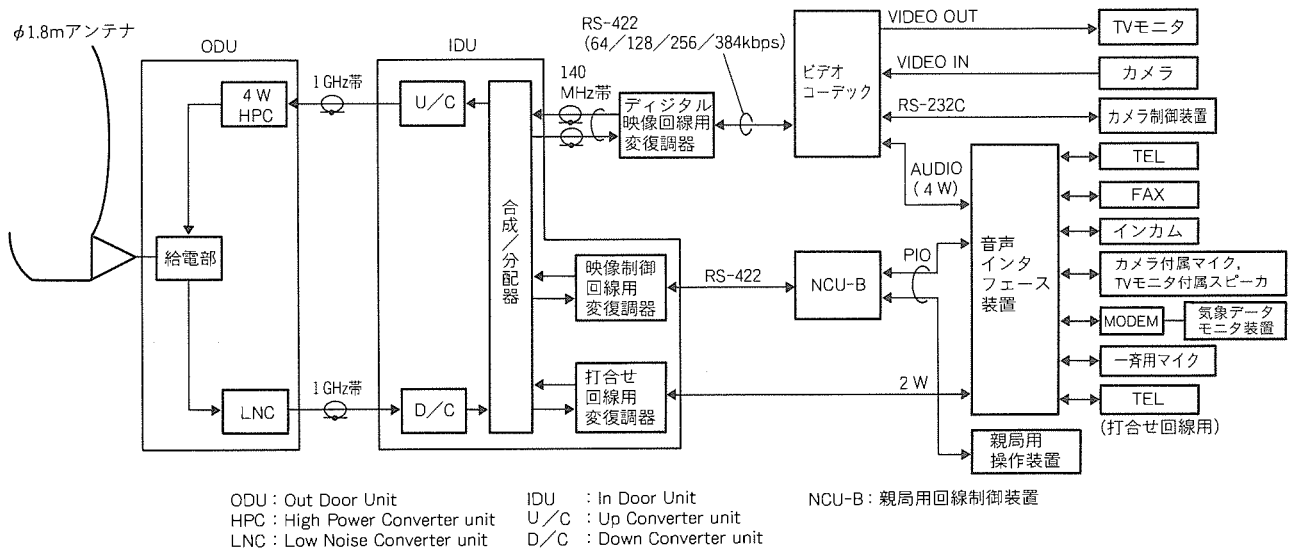 φ1.8mアンテナ
ODU
4W
HPC
給電部
LNC
1GHz帯
1GHz帯
IDU
U/C
D/C
合成/分配器
140
MHz帯
ディジタル
映像回線用
変復調器
映像制御
回線用
変復調器
打合せ
回線用
変復調器
RS-422
(64/128/256/384kbps)
RS-422
ビデオ
コーデック
NCU-B
VIDEO OUT
VIDEO IN
RS-232C
AUDIO
(4W)
PIO
2W
音声
インタ
フェース
装置
TVモニタ
カメラ
カメラ制御装置
TEL
FAX
インカム
カメラ付属マイク,
TVモニタ付属スピーカ
MODEM
気象データ
モニタ装置
一斉用マイク
TEL
(打合せ回線用)
親局用
操作装置
ODU : Out Door Unit
HPC : High Power Converter unit
LNC : Low Noise Converter unit
IDU : In Door Unit
U/C : Up Converter unit
D/C : Down Converter unit
NCU-B : 親局用回線制御装置